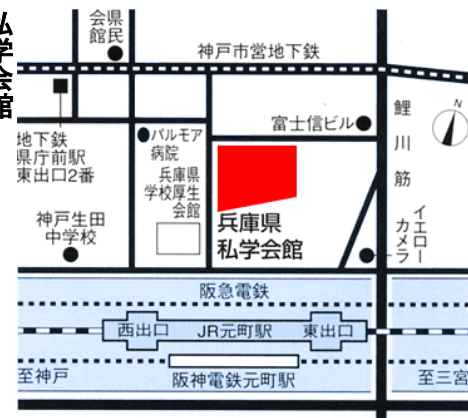 私学会館
県民
会館
神戸市営地下鉄
地下鉄
県庁前駅
東出口2番
パルモア
病院
富士信ビル
鯉川筋
N
兵庫県
学校厚生
会館
神戸生田
中学校
兵庫県
私学会館
イエロー
カメラ
阪急電鉄
西出口
JR元町駅
東出口
至神戸
阪神電鉄元町駅
至三宮